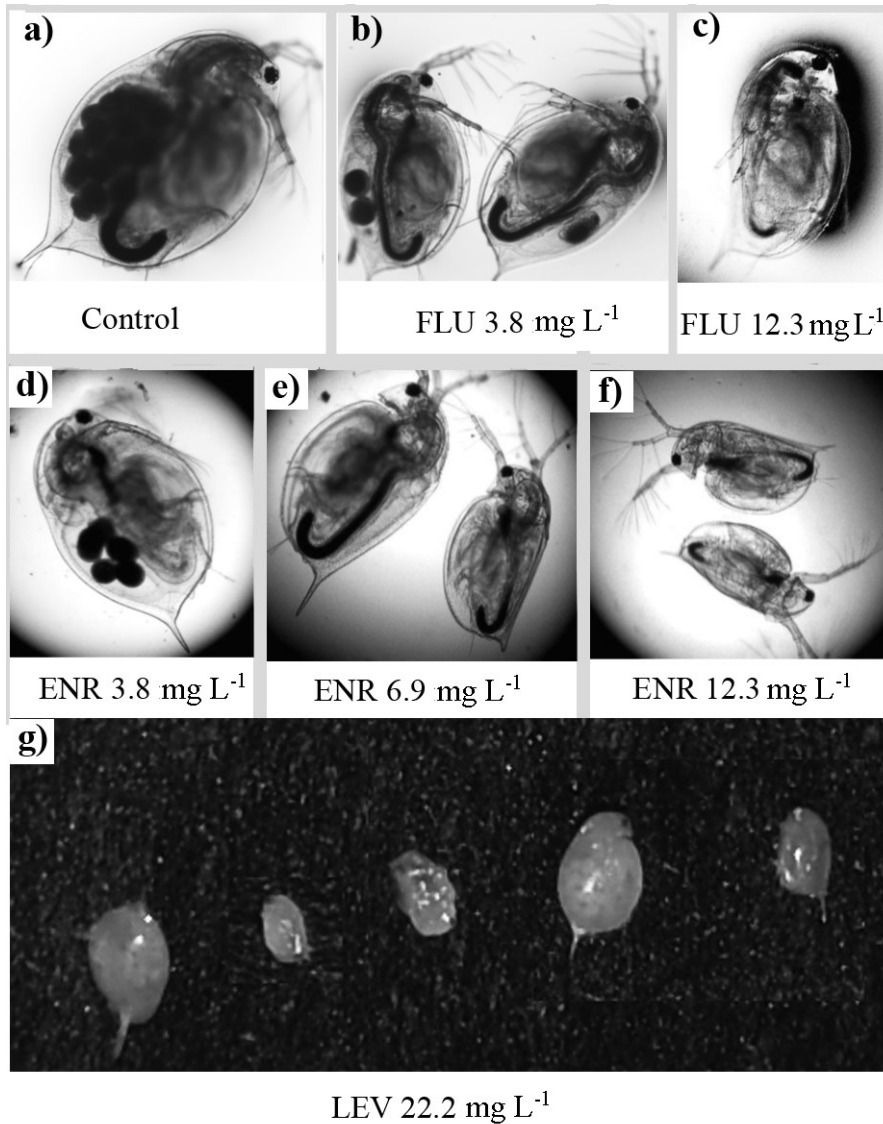 a)
b)
c)
Control
FLU 3.8 mg L-1
FLU 12.3 mg L-1
d)
e)
f)
ENR 3.8 mg L-1
ENR 6.9 mg L-1
ENR 12.3 mg L-1
g)
LEV 22.2 mg L-1